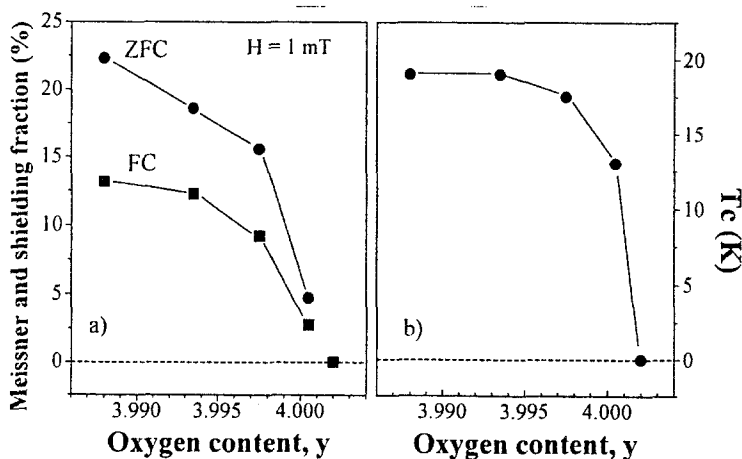 Meissner and shielding fraction (%)
25
20
15
10
5
0
ZFC
H = 1 mT
FC
a)
3.990
3.995
4.000
Oxygen content, y
b)
3.990
3.995
4.000
Oxygen content, y
20
15
10
5
0
Tc (K)